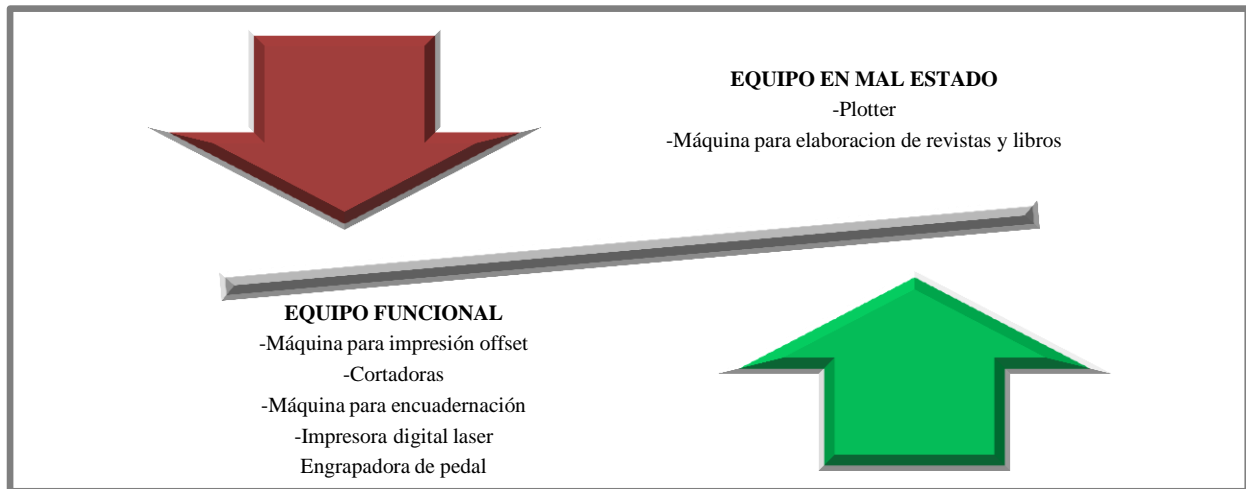 EQUIPO EN MAL ESTADO
-Plotter
-Máquina para elaboracion de revistas y libros
EQUIPO FUNCIONAL
-Máquina para impresión offset
-Cortadoras
-Máquina para encuadernación
-Impresora digital laser
Engrapadora de pedal